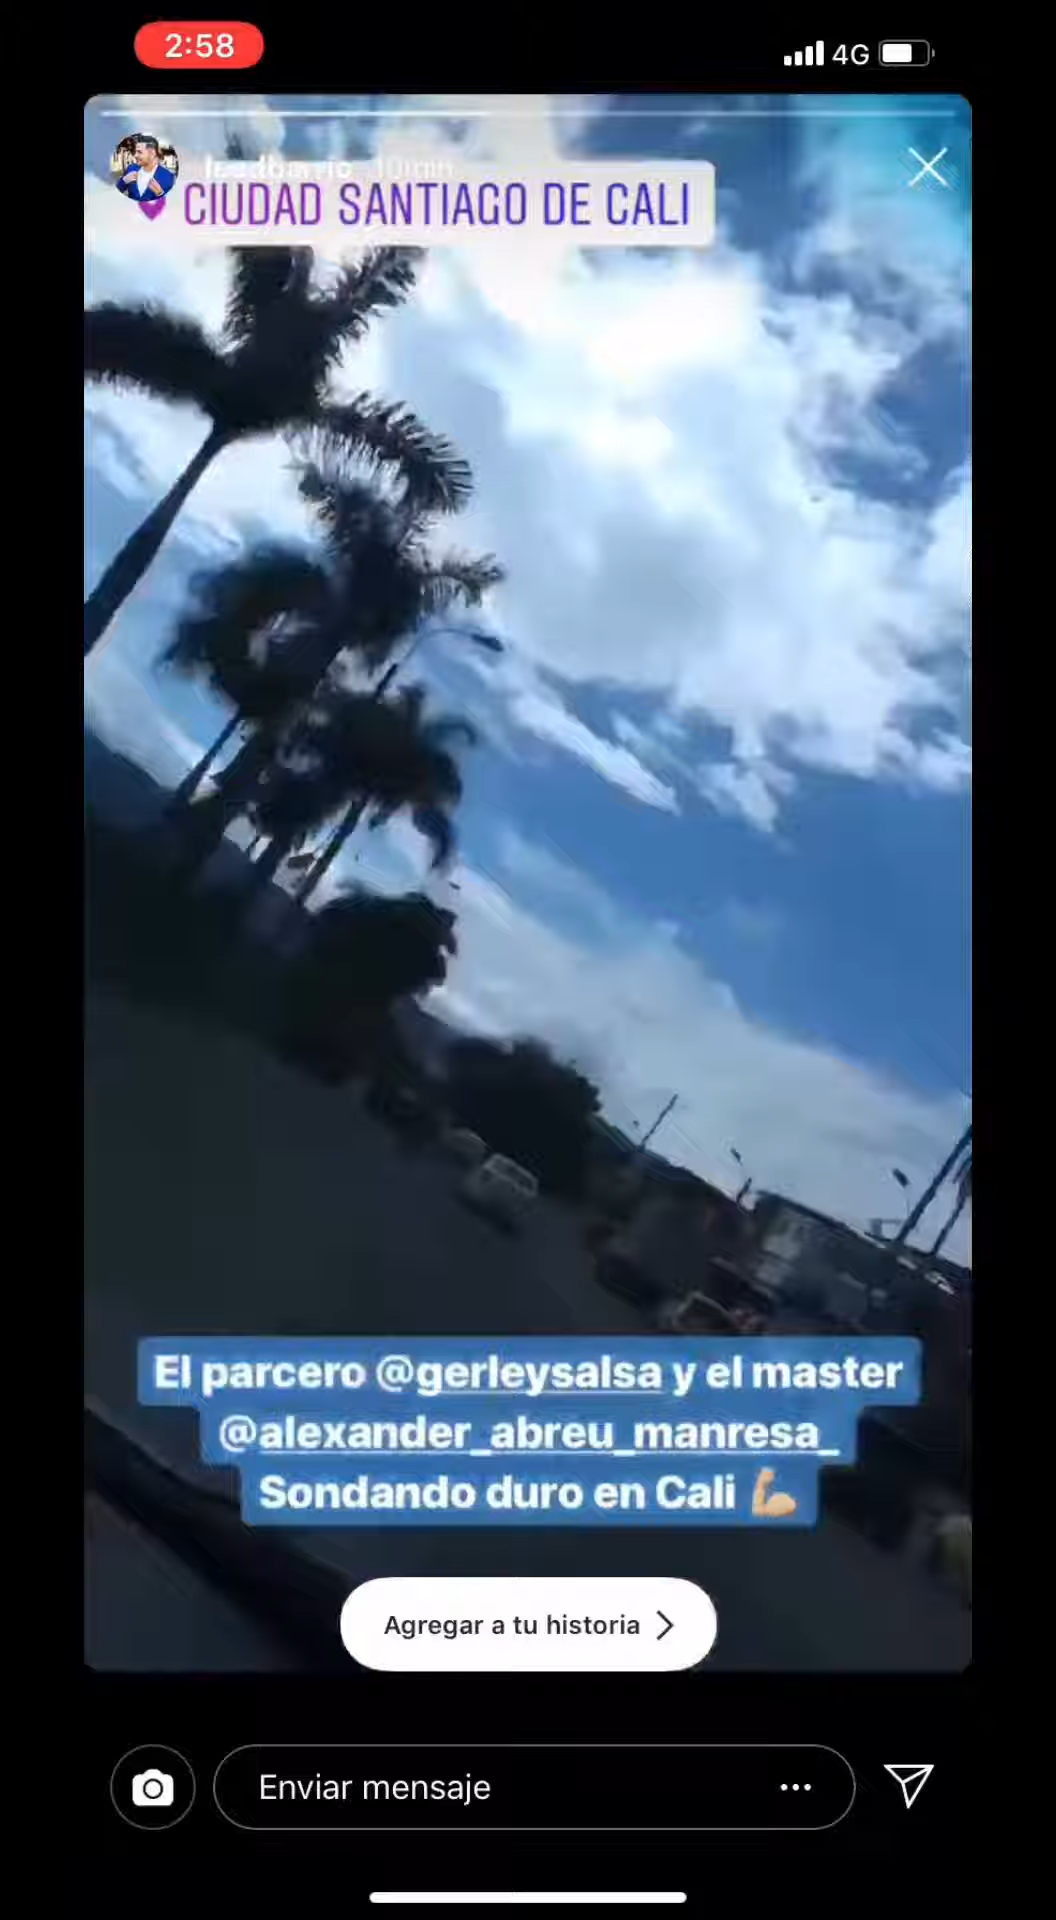 2:58
4G
10min
CIUDAD SANTIAGO DE CALI
El parcero @gerleysalsa y el master
@alexander_abreu_manresa_
Sondando duro en Cali
Agregar a tu historia
Enviar mensaje